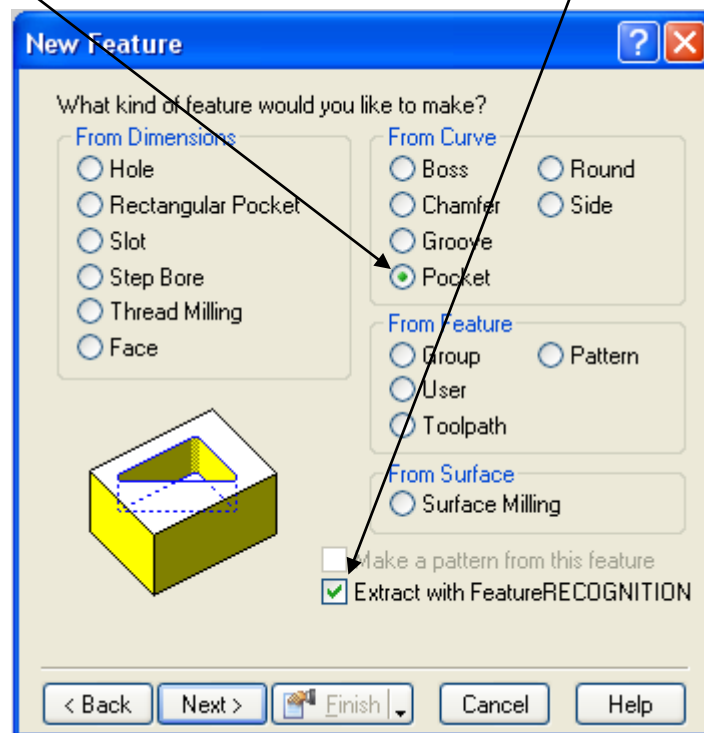 New Feature
What kind of feature would you like to make?
From Dimensions
Hole
Rectangular Pocket
Slot
Step Bore
Thread Milling
Face
From Curve
Boss
Round
Chamfer
Side
Groove
Pocket
From Feature
Group
Pattern
User
Toolpath
From Surface
Surface Milling
Make a pattern from this feature
Extract with FeatureRECOGNITION
< Back
Next >
Finish
Cancel
Help